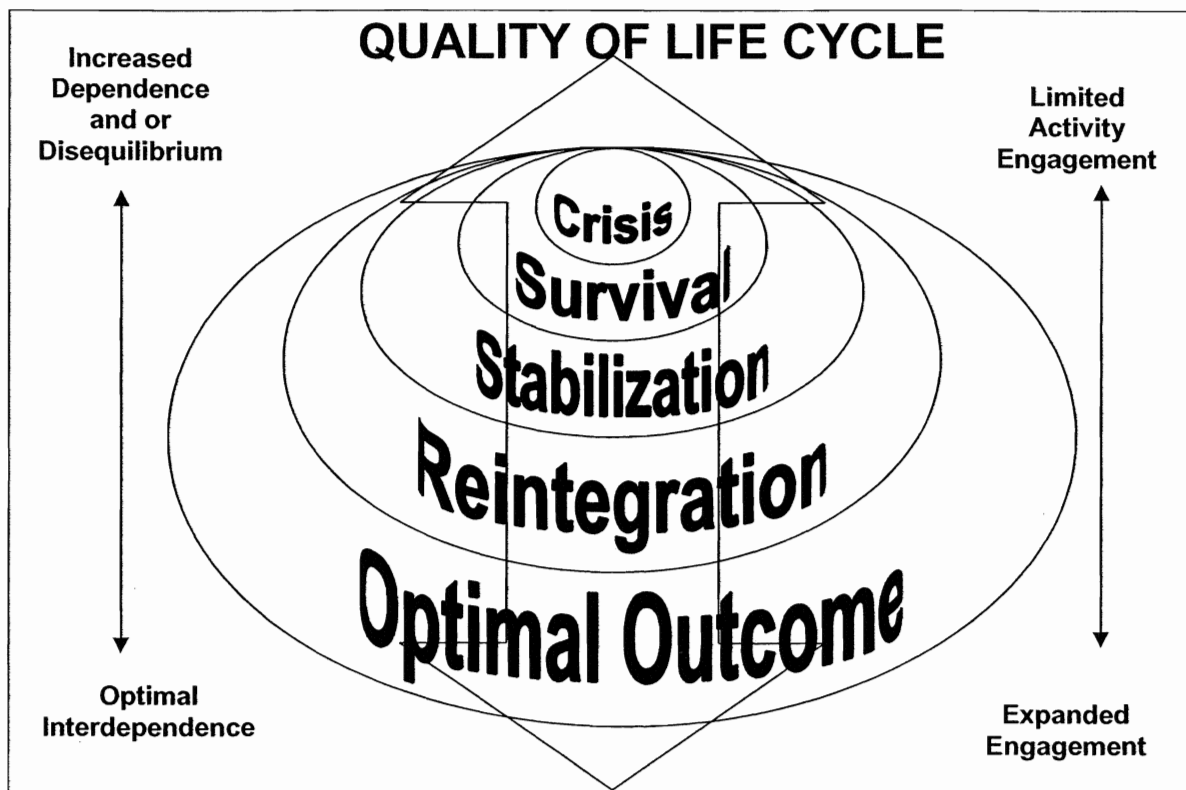 QUALITY OF LIFE CYCLE
Increased
Dependence
and or
Disequilibrium
Limited
Activity
Engagement
Crisis
Survival
Stabilization
Reintegration
Optimal Outcome
Optimal
Interdependence
Expanded
Engagement